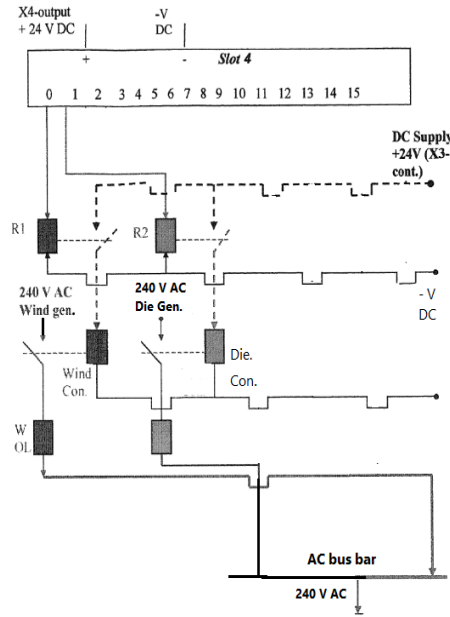 X4-output
+ 24 V DC
-V
DC
+
-
Slot 4
0 1 2 3 4 5 6 7 8 9 10 11 12 13 14 15
DC Supply
+24V (X3-
cont.)
R1
R2
240 V AC
Wind gen.
240 V AC
Die Gen.
- V
DC
Wind
Con.
Die.
Con.
W
OL
AC bus bar
240 V AC